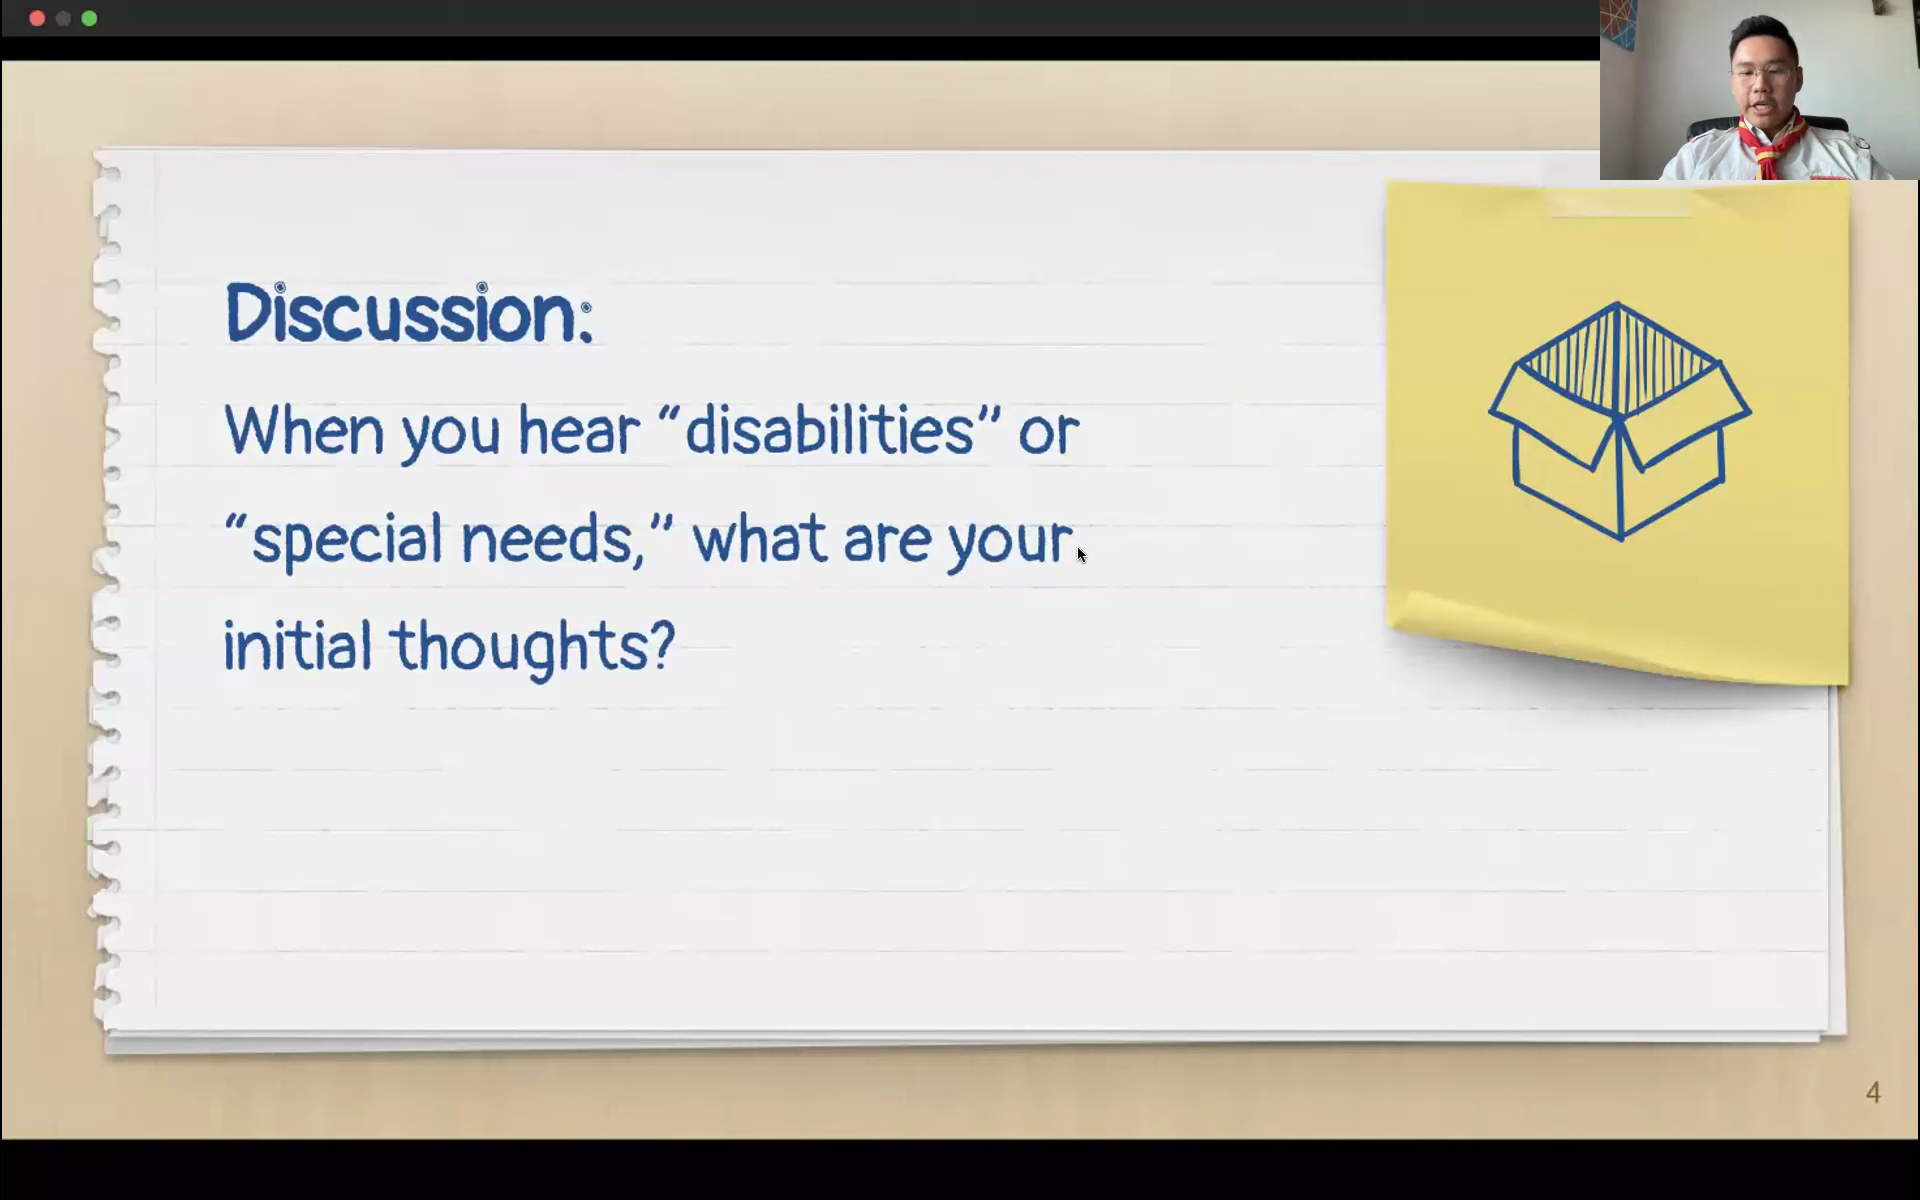 Discussion:
When you hear “disabilities” or
“special needs,” what are your
initial thoughts?
4